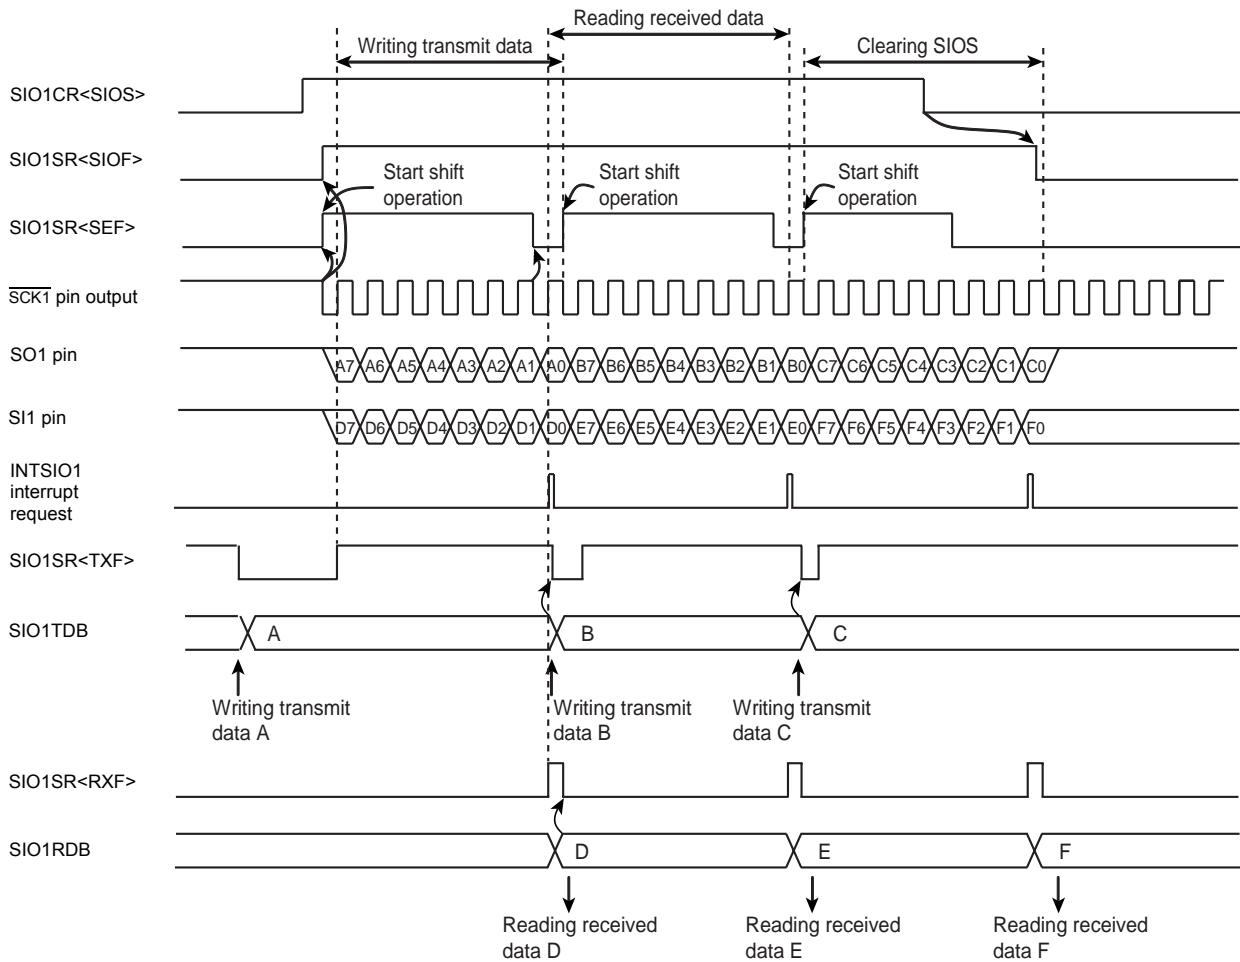 Reading received data
Writing transmit data
Clearing SIOS
SIO1CR<SIOS>
SIO1SR<SIOF>
Start shift
operation
Start shift
operation
Start shift
operation
SIO1SR<SEF>
SCK1 pin output
SO1 pin
A7 A6 A5 A4 A3 A2 A1 A0 B7 B6 B5 B4 B3 B2 B1 B0 C7 C6 C5 C4 C3 C2 C1 C0
SI1 pin
D7 D6 D5 D4 D3 D2 D1 D0 E7 E6 E5 E4 E3 E2 E1 E0 F7 F6 F5 F4 F3 F2 F1 F0
INTSIO1
interrupt
request
SIO1SR<TXF>
SIO1TDB
A B C
Writing transmit
data A
Writing transmit
data B
Writing transmit
data C
SIO1SR<RXF>
SIO1RDB
D E F
Reading received
data D
Reading received
data E
Reading received
data F